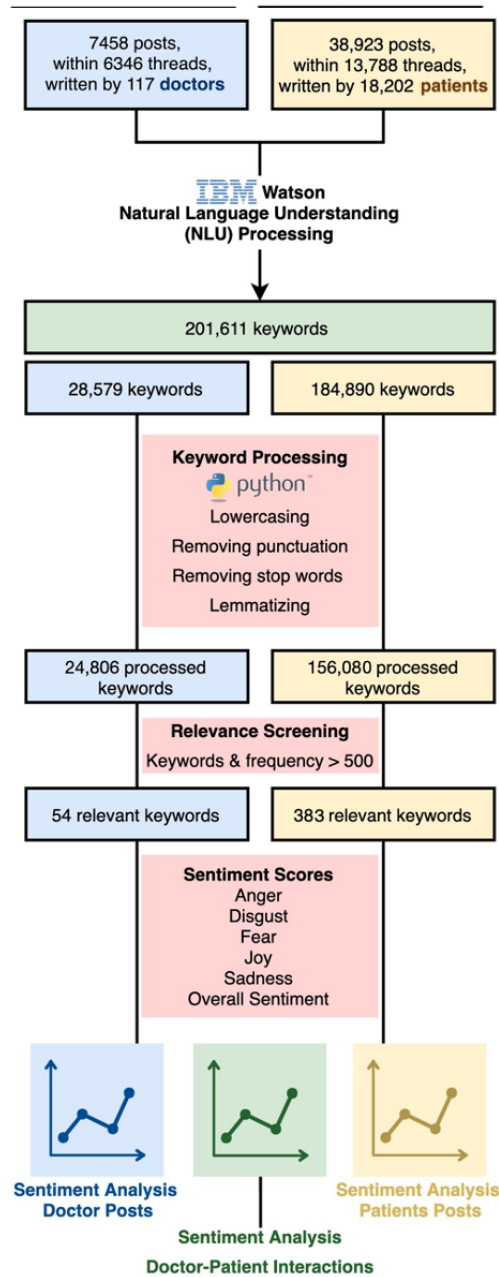 7458 posts,
within 6346 threads,
written by 117 doctors
38,923 posts,
within 13,788 threads,
written by 18,202 patients
IBM Watson
Natural Language Understanding
(NLU) Processing
201,611 keywords
28,579 keywords
184,890 keywords
Keyword Processing
python™
Lowercasing
Removing punctuation
Removing stop words
Lemmatizing
24,806 processed
keywords
156,080 processed
keywords
Relevance Screening
Keywords & frequency > 500
54 relevant keywords
383 relevant keywords
Sentiment Scores
Anger
Disgust
Fear
Joy
Sadness
Overall Sentiment
Sentiment Analysis
Doctor Posts
Sentiment Analysis
Patients Posts
Sentiment Analysis
Doctor-Patient Interactions